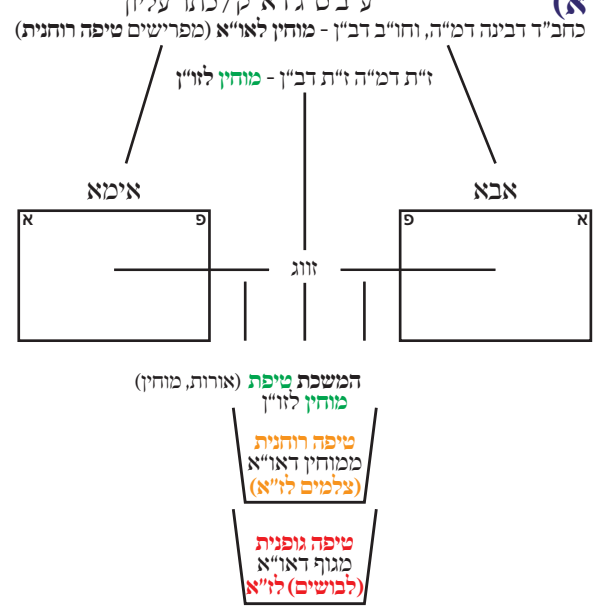 א)
כחב״ד דבינה דמ״ה, וחו״ב דב״ן - מוחין לאו״א (מפרישים טיפה רוחנית)
ז״ת דמ״ה ז״ת דב״ן - מוחין לזו״ן
אבא
אימא
א פ
פ א
זווג
המשכת טיפת (אורות, מוחין)
מוחין לזו״ן
טיפה רוחנית
ממוחין דאו״א
(צלמים לז״א)
טיפה גופנית
מגוף דאו״א
(לבושים) לז״א